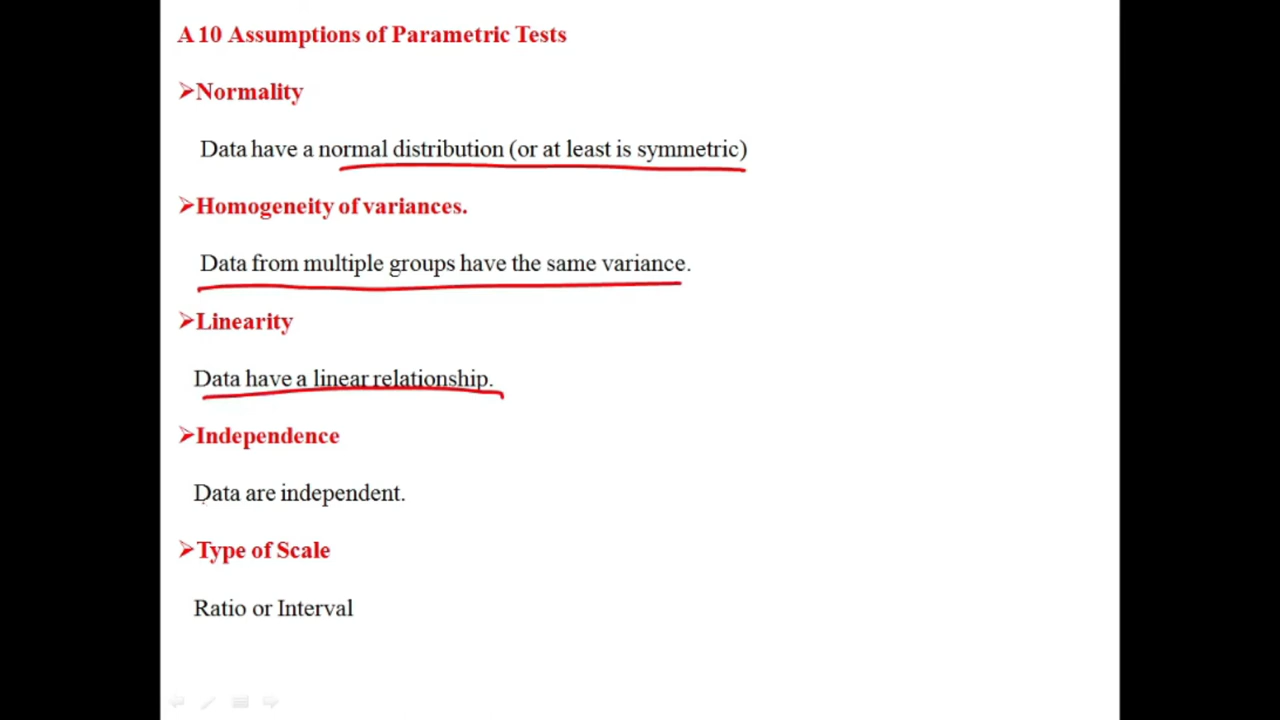 A 10 Assumptions of Parametric Tests
➢Normality
Data have a normal distribution (or at least is symmetric)
➢Homogeneity of variances.
Data from multiple groups have the same variance.
➢Linearity
Data have a linear relationship.
➢Independence
Data are independent.
➢Type of Scale
Ratio or Interval